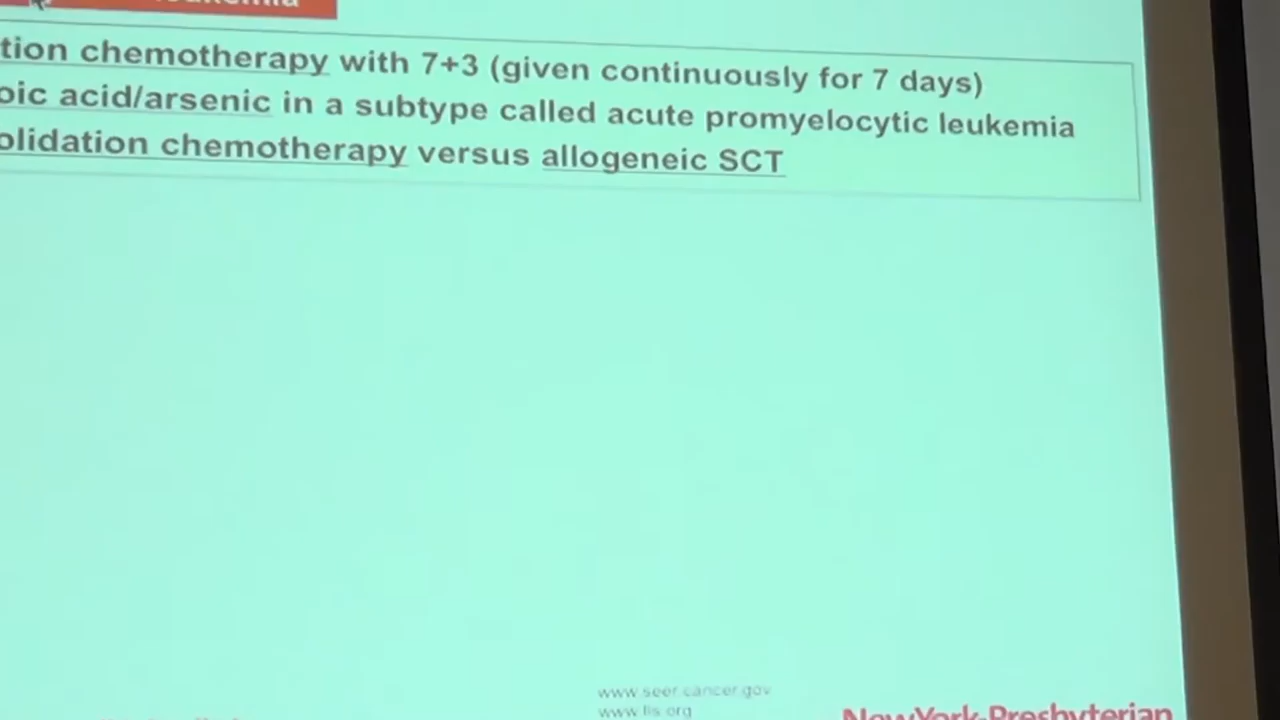 tion chemotherapy with 7+3 (given continuously for 7 days)
oic acid/arsenic in a subtype called acute promyelocytic leukemia
olidation chemotherapy versus allogeneic SCT
www.seer.cancer.gov
www.lls.org
NewYork-Presbyterian